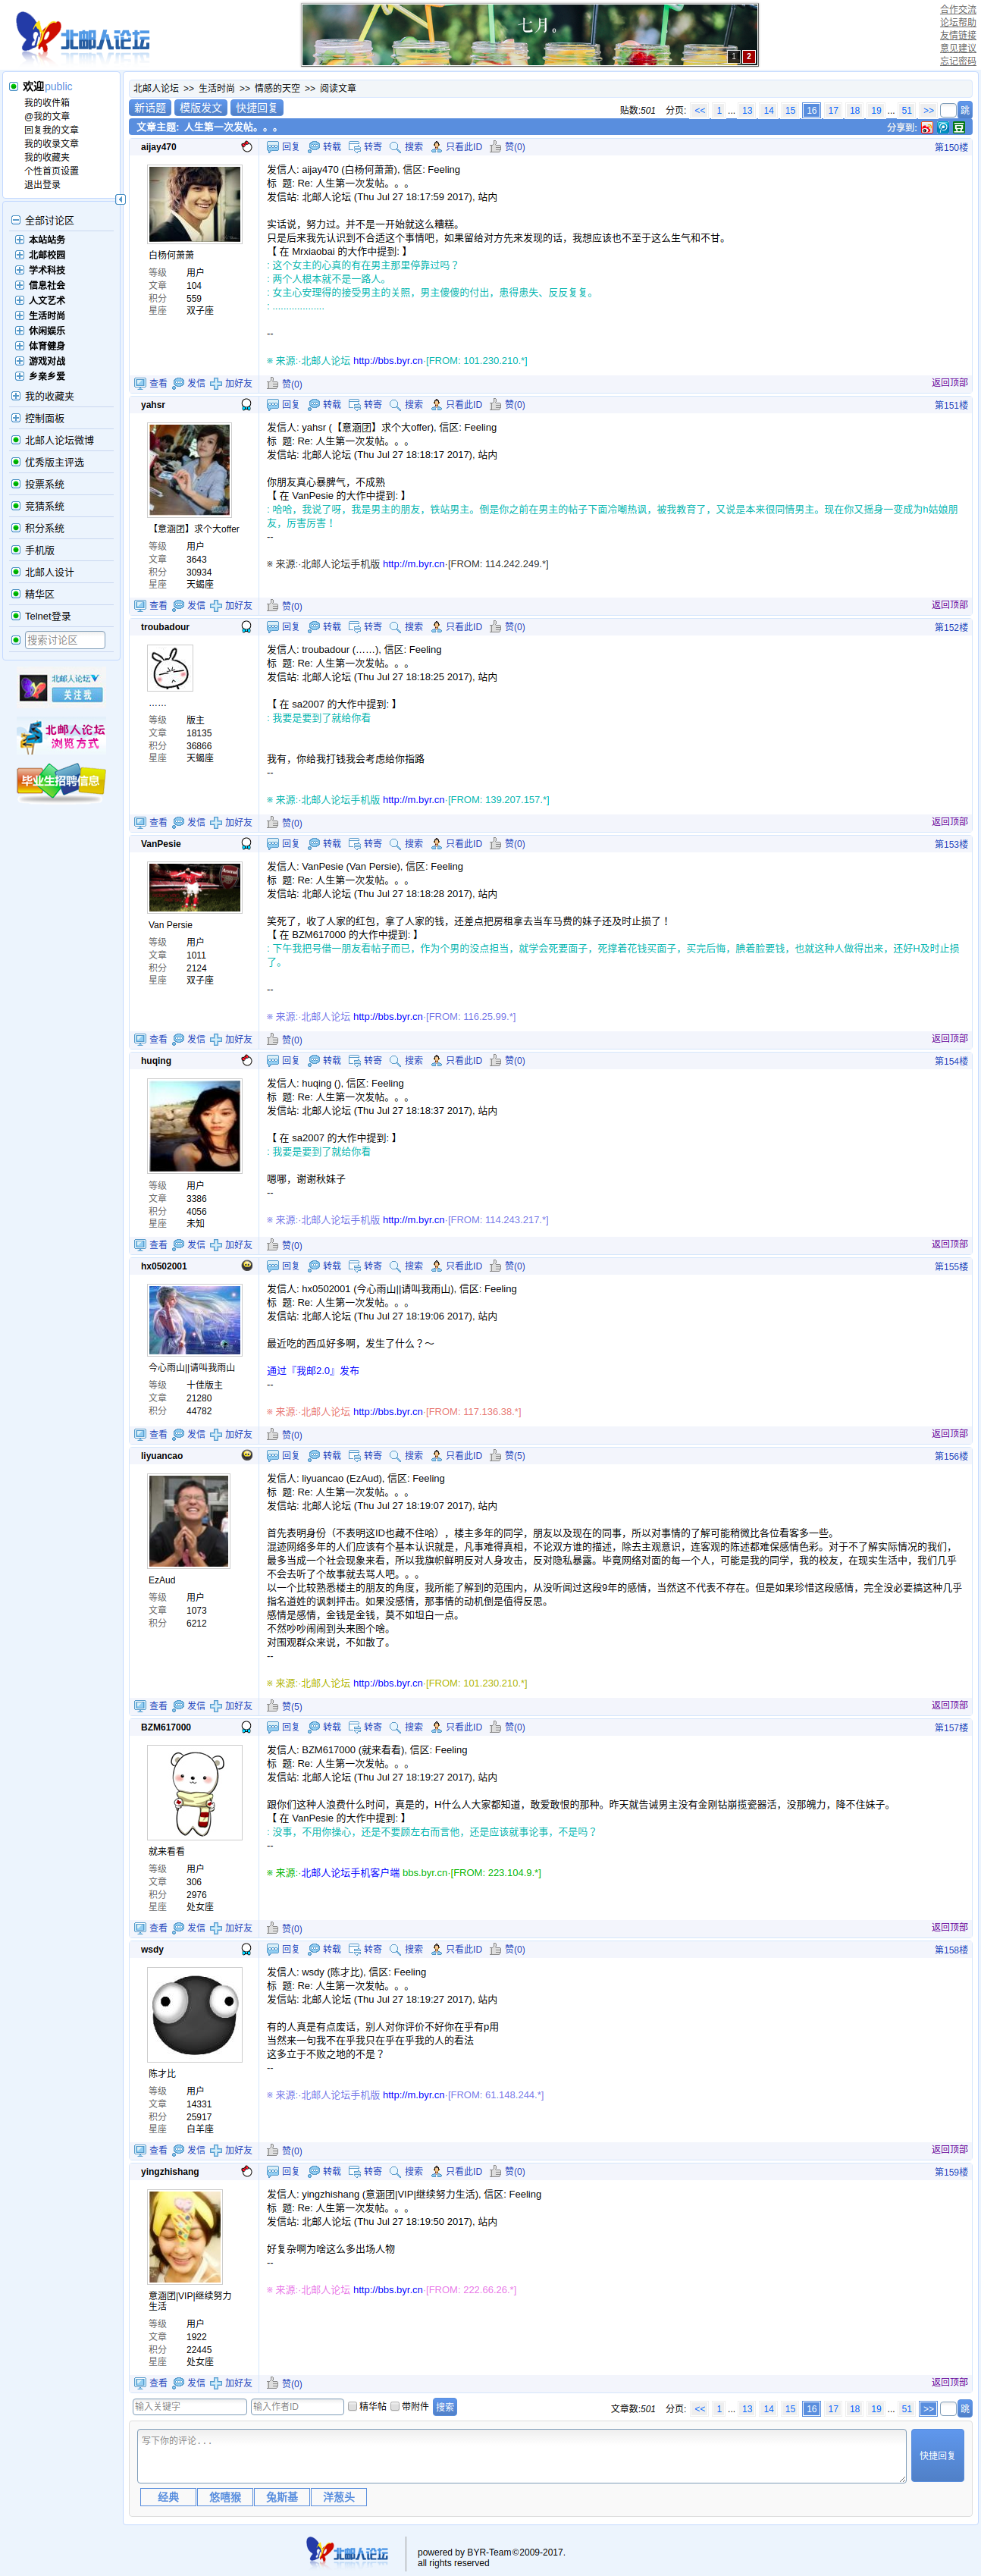 北邮人论坛
七月。
1 2
合作交流
论坛帮助
友情链接
意见建议
忘记密码
欢迎public
我的收件箱
@我的文章
回复我的文章
我的收录文章
我的收藏夹
个性首页设置
退出登录
全部讨论区
本站站务
北邮校园
学术科技
信息社会
人文艺术
生活时尚
休闲娱乐
体育健身
游戏对战
乡亲乡爱
我的收藏夹
控制面板
北邮人论坛微博
优秀版主评选
投票系统
竞猜系统
积分系统
手机版
北邮人设计
精华区
Telnet登录
搜索讨论区
北邮人论坛
关注我
北邮人论坛
浏览方式
毕业生招聘信息
北邮人论坛 >> 生活时尚 >> 情感的天空 >> 阅读文章
新话题 模版发文 快捷回复
贴数:501 分页: << 1 ... 13 14 15 16 17 18 19 ... 51 >> 跳
文章主题: 人生第一次发帖。。。
分享到:
aijay470
回复 转载 转寄 搜索 只看此ID 赞(0)
第150楼
白杨何萧萧
等级 用户
文章 104
积分 559
星座 双子座
发信人: aijay470 (白杨何萧萧), 信区: Feeling
标 题: Re: 人生第一次发帖。。。
发信站: 北邮人论坛 (Thu Jul 27 18:17:59 2017), 站内
实话说，努力过。并不是一开始就这么糟糕。
只是后来我先认识到不合适这个事情吧，如果留给对方先来发现的话，我想应该也不至于这么生气和不甘。
【 在 Mrxiaobai 的大作中提到: 】
: 这个女主的心真的有在男主那里停靠过吗？
: 两个人根本就不是一路人。
: 女主心安理得的接受男主的关照，男主傻傻的付出，患得患失、反反复复。
: ...................
--
※ 来源:·北邮人论坛 http://bbs.byr.cn·[FROM: 101.230.210.*]
查看 发信 加好友 赞(0)
返回顶部
yahsr
回复 转载 转寄 搜索 只看此ID 赞(0)
第151楼
【意涵团】求个大offer
等级 用户
文章 3643
积分 30934
星座 天蝎座
发信人: yahsr (【意涵团】求个大offer), 信区: Feeling
标 题: Re: 人生第一次发帖。。。
发信站: 北邮人论坛 (Thu Jul 27 18:18:17 2017), 站内
你朋友真心暴脾气，不成熟
【 在 VanPesie 的大作中提到: 】
: 哈哈，我说了呀，我是男主的朋友，铁站男主。倒是你之前在男主的帖子下面冷嘲热讽，被我教育了，又说是本来很同情男主。现在你又摇身一变成为h姑娘朋
友，厉害厉害！
--
※ 来源:·北邮人论坛手机版 http://m.byr.cn·[FROM: 114.242.249.*]
查看 发信 加好友 赞(0)
返回顶部
troubadour
回复 转载 转寄 搜索 只看此ID 赞(0)
第152楼
……
等级 版主
文章 18135
积分 36866
星座 天蝎座
发信人: troubadour (……), 信区: Feeling
标 题: Re: 人生第一次发帖。。。
发信站: 北邮人论坛 (Thu Jul 27 18:18:25 2017), 站内
【 在 sa2007 的大作中提到: 】
: 我要是要到了就给你看
我有，你给我打钱我会考虑给你指路
--
※ 来源:·北邮人论坛手机版 http://m.byr.cn·[FROM: 139.207.157.*]
查看 发信 加好友 赞(0)
返回顶部
VanPesie
回复 转载 转寄 搜索 只看此ID 赞(0)
第153楼
Van Persie
等级 用户
文章 1011
积分 2124
星座 双子座
发信人: VanPesie (Van Persie), 信区: Feeling
标 题: Re: 人生第一次发帖。。。
发信站: 北邮人论坛 (Thu Jul 27 18:18:28 2017), 站内
笑死了，收了人家的红包，拿了人家的钱，还差点把房租拿去当车马费的妹子还及时止损了！
【 在 BZM617000 的大作中提到: 】
: 下午我把号借一朋友看帖子而已，作为个男的没点担当，就学会死要面子，死撑着花钱买面子，买完后悔，腆着脸要钱，也就这种人做得出来，还好H及时止损
了。
--
※ 来源:·北邮人论坛 http://bbs.byr.cn·[FROM: 116.25.99.*]
查看 发信 加好友 赞(0)
返回顶部
huqing
回复 转载 转寄 搜索 只看此ID 赞(0)
第154楼
等级 用户
文章 3386
积分 4056
星座 未知
发信人: huqing (), 信区: Feeling
标 题: Re: 人生第一次发帖。。。
发信站: 北邮人论坛 (Thu Jul 27 18:18:37 2017), 站内
【 在 sa2007 的大作中提到: 】
: 我要是要到了就给你看
嗯哪，谢谢秋妹子
--
※ 来源:·北邮人论坛手机版 http://m.byr.cn·[FROM: 114.243.217.*]
查看 发信 加好友 赞(0)
返回顶部
hx0502001
回复 转载 转寄 搜索 只看此ID 赞(0)
第155楼
今心雨山||请叫我雨山
等级 十佳版主
文章 21280
积分 44782
发信人: hx0502001 (今心雨山||请叫我雨山), 信区: Feeling
标 题: Re: 人生第一次发帖。。。
发信站: 北邮人论坛 (Thu Jul 27 18:19:06 2017), 站内
最近吃的西瓜好多啊，发生了什么？～
通过『我邮2.0』发布
--
※ 来源:·北邮人论坛 http://bbs.byr.cn·[FROM: 117.136.38.*]
查看 发信 加好友 赞(0)
返回顶部
liyuancao
回复 转载 转寄 搜索 只看此ID 赞(5)
第156楼
EzAud
等级 用户
文章 1073
积分 6212
发信人: liyuancao (EzAud), 信区: Feeling
标 题: Re: 人生第一次发帖。。。
发信站: 北邮人论坛 (Thu Jul 27 18:19:07 2017), 站内
首先表明身份（不表明这ID也藏不住哈），楼主多年的同学，朋友以及现在的同事，所以对事情的了解可能稍微比各位看客多一些。
混迹网络多年的人们应该有个基本认识就是，凡事难得真相，不论双方谁的描述，除去主观意识，连客观的陈述都难保感情色彩。对于不了解实际情况的我们，
最多当成一个社会现象来看，所以我旗帜鲜明反对人身攻击，反对隐私暴露。毕竟网络对面的每一个人，可能是我的同学，我的校友，在现实生活中，我们几乎
不会去听了个故事就去骂人吧。。。
以一个比较熟悉楼主的朋友的角度，我所能了解到的范围内，从没听闻过这段9年的感情，当然这不代表不存在。但是如果珍惜这段感情，完全没必要搞这种几乎
指名道姓的讽刺抨击。如果没感情，那事情的动机倒是值得反思。
感情是感情，金钱是金钱，莫不如坦白一点。
不然吵吵闹闹到头来图个啥。
对围观群众来说，不如散了。
--
※ 来源:·北邮人论坛 http://bbs.byr.cn·[FROM: 101.230.210.*]
查看 发信 加好友 赞(5)
返回顶部
BZM617000
回复 转载 转寄 搜索 只看此ID 赞(0)
第157楼
就来看看
等级 用户
文章 306
积分 2976
星座 处女座
发信人: BZM617000 (就来看看), 信区: Feeling
标 题: Re: 人生第一次发帖。。。
发信站: 北邮人论坛 (Thu Jul 27 18:19:27 2017), 站内
跟你们这种人浪费什么时间，真是的，H什么人大家都知道，敢爱敢恨的那种。昨天就告诫男主没有金刚钻崩揽瓷器活，没那魄力，降不住妹子。
【 在 VanPesie 的大作中提到: 】
: 没事，不用你操心，还是不要顾左右而言他，还是应该就事论事，不是吗？
--
※ 来源:·北邮人论坛手机客户端 bbs.byr.cn·[FROM: 223.104.9.*]
查看 发信 加好友 赞(0)
返回顶部
wsdy
回复 转载 转寄 搜索 只看此ID 赞(0)
第158楼
陈才比
等级 用户
文章 14331
积分 25917
星座 白羊座
发信人: wsdy (陈才比), 信区: Feeling
标 题: Re: 人生第一次发帖。。。
发信站: 北邮人论坛 (Thu Jul 27 18:19:27 2017), 站内
有的人真是有点废话，别人对你评价不好你在乎有p用
当然来一句我不在乎我只在乎在乎我的人的看法
这多立于不败之地的不是？
--
※ 来源:·北邮人论坛手机版 http://m.byr.cn·[FROM: 61.148.244.*]
查看 发信 加好友 赞(0)
返回顶部
yingzhishang
回复 转载 转寄 搜索 只看此ID 赞(0)
第159楼
意涵团|VIP|继续努力
生活
等级 用户
文章 1922
积分 22445
星座 处女座
发信人: yingzhishang (意涵团|VIP|继续努力生活), 信区: Feeling
标 题: Re: 人生第一次发帖。。。
发信站: 北邮人论坛 (Thu Jul 27 18:19:50 2017), 站内
好复杂啊为啥这么多出场人物
--
※ 来源:·北邮人论坛 http://bbs.byr.cn·[FROM: 222.66.26.*]
查看 发信 加好友 赞(0)
返回顶部
输入关键字 输入作者ID 精华帖 带附件 搜索
文章数:501 分页: << 1 ... 13 14 15 16 17 18 19 ... 51 >> 跳
写下你的评论...
快捷回复
经典 悠嘻猴 兔斯基 洋葱头
北邮人论坛
powered by BYR-Team©2009-2017.
all rights reserved